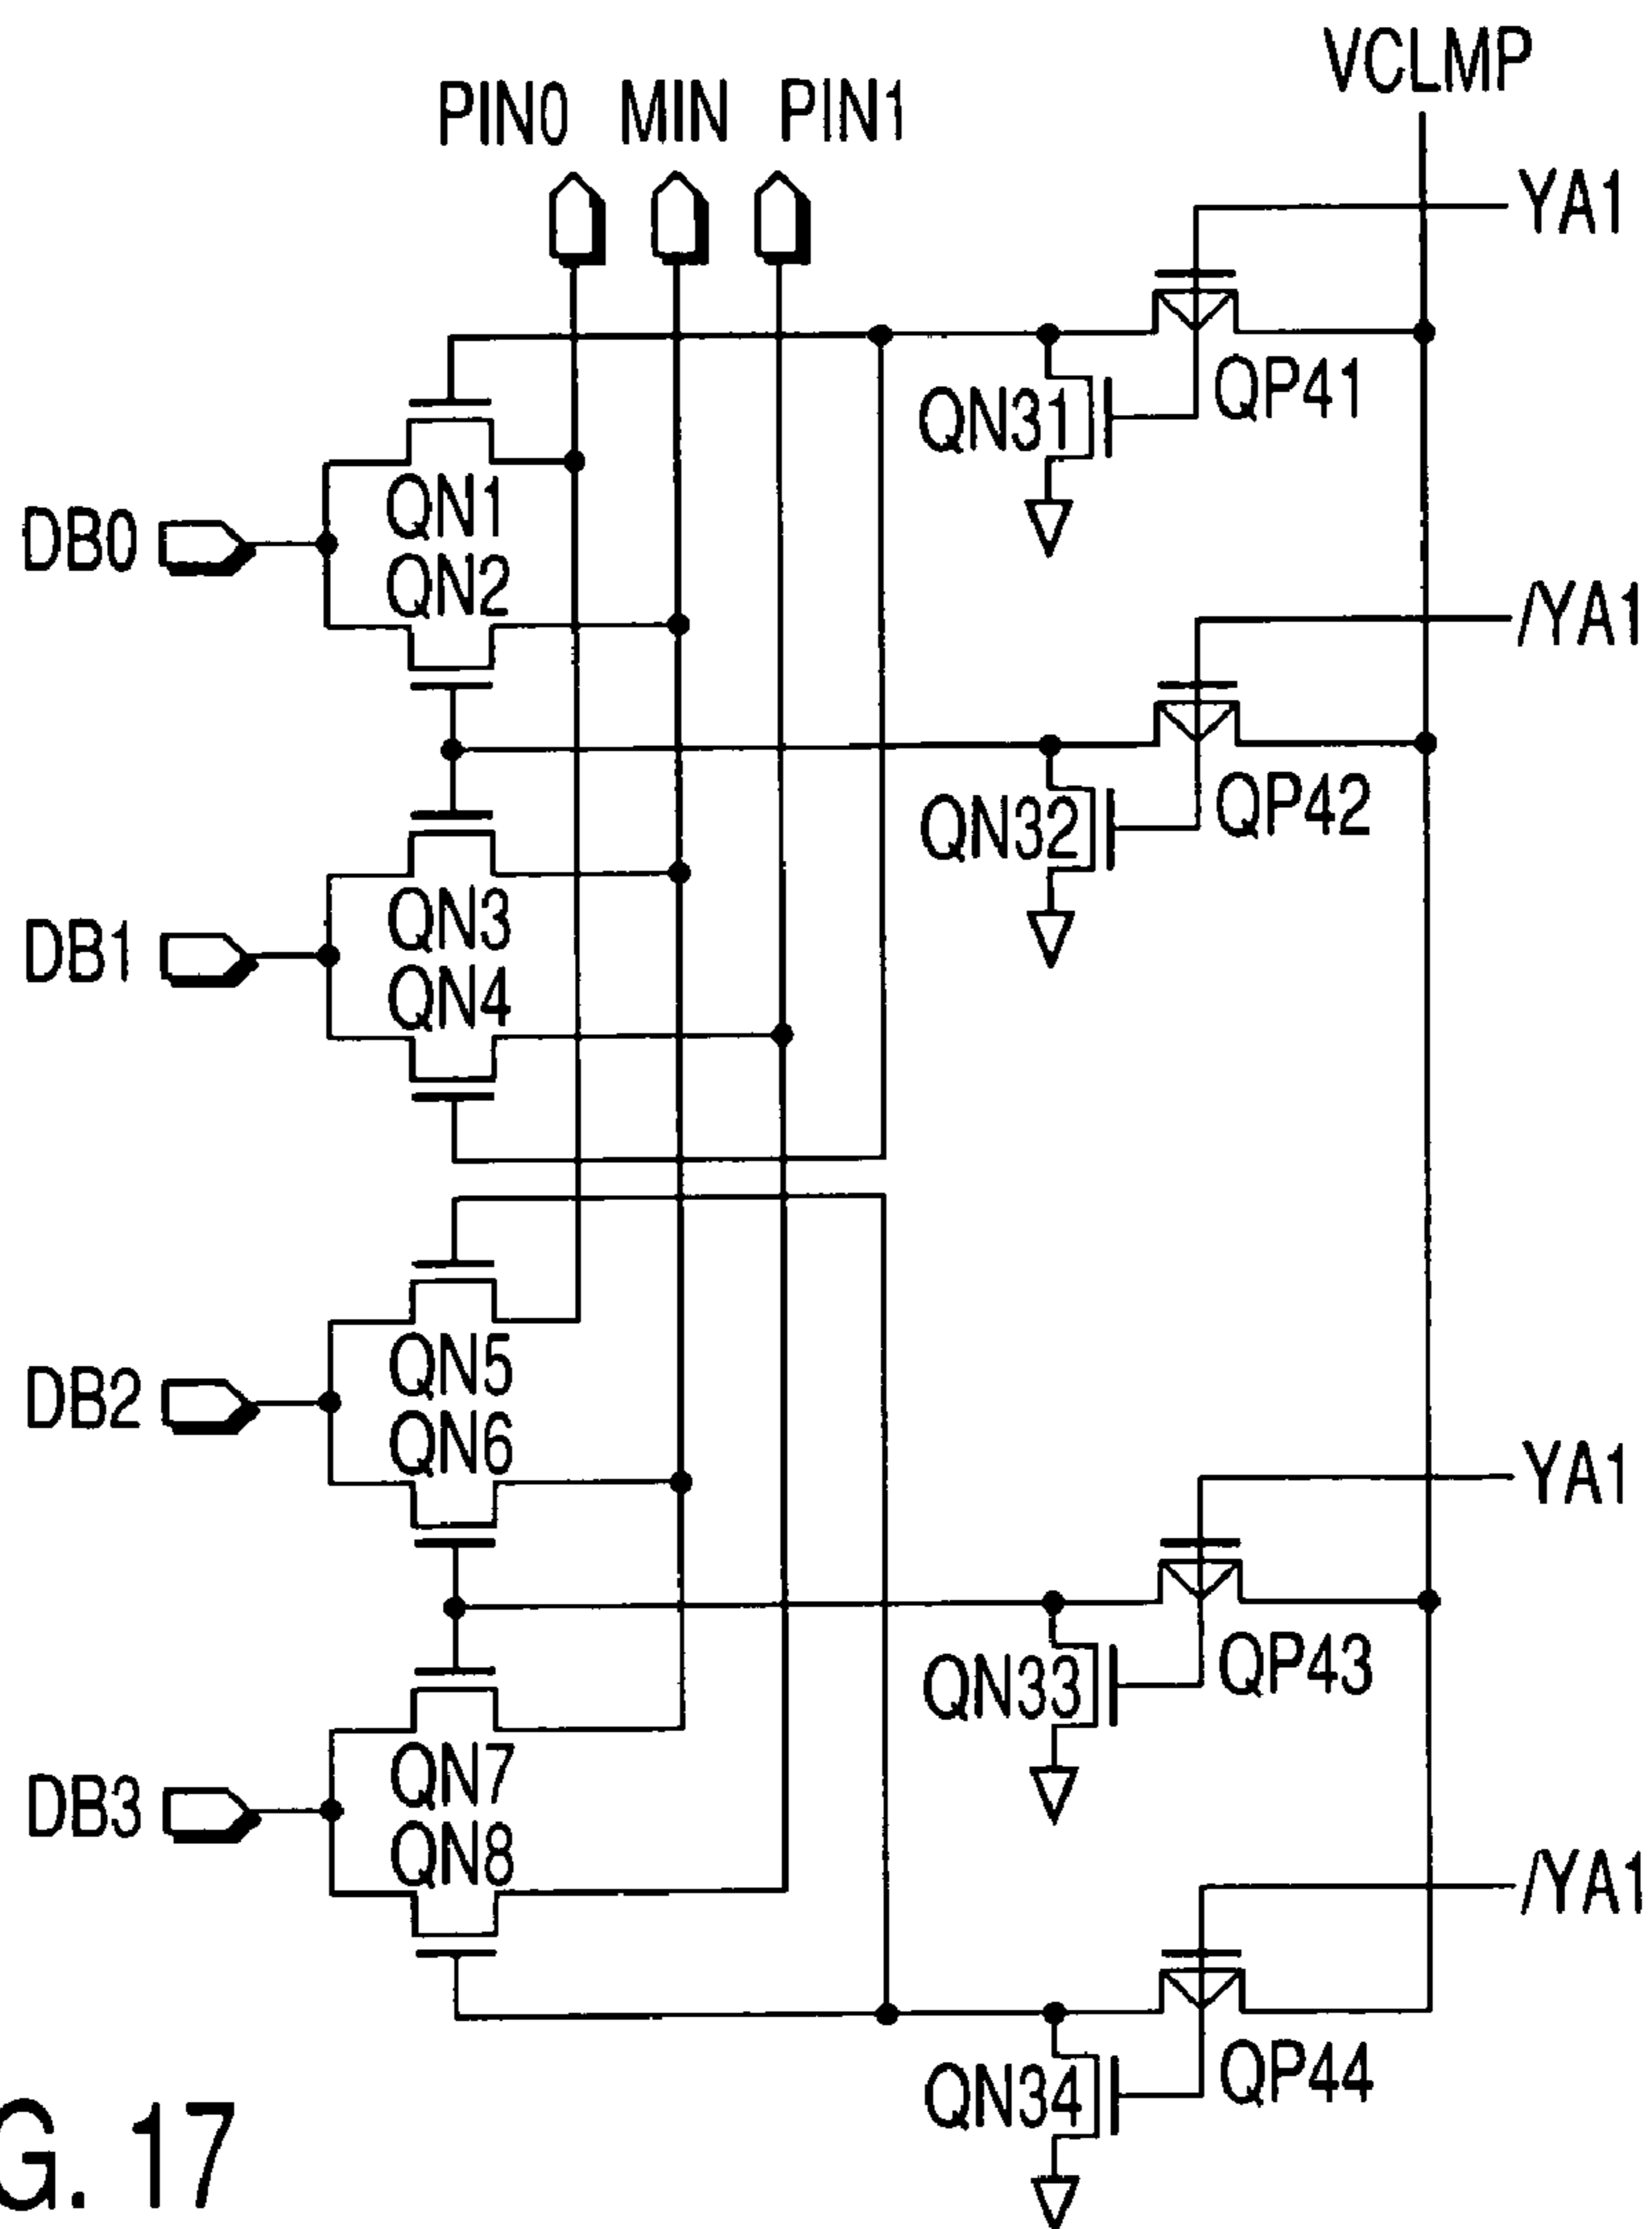 VCLMP
PIN0 MIN PIN1
YA1
QP41
QN31
QN1
DB0
QN2
/YA1
QP42
QN32
QN3
DB1
QN4
QN5
DB2
QN6
YA1
QP43
QN33
QN7
DB3
QN8
/YA1
QP44
QN34
G. 17